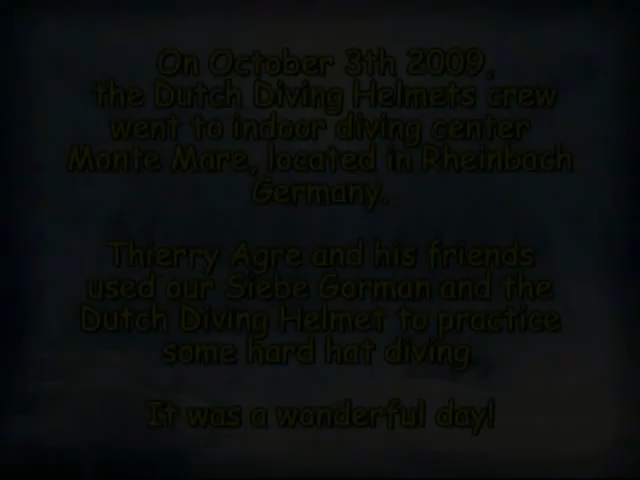 On October 3th 2009,
the Dutch Diving Helmets crew
went to indoor diving center
Monte Mare, located in Rheinbach
Germany.
Thierry Agre and his friends
used our Siebe Gorman and the
Dutch Diving Helmet to practice
some hard hat diving.
It was a wonderful day!